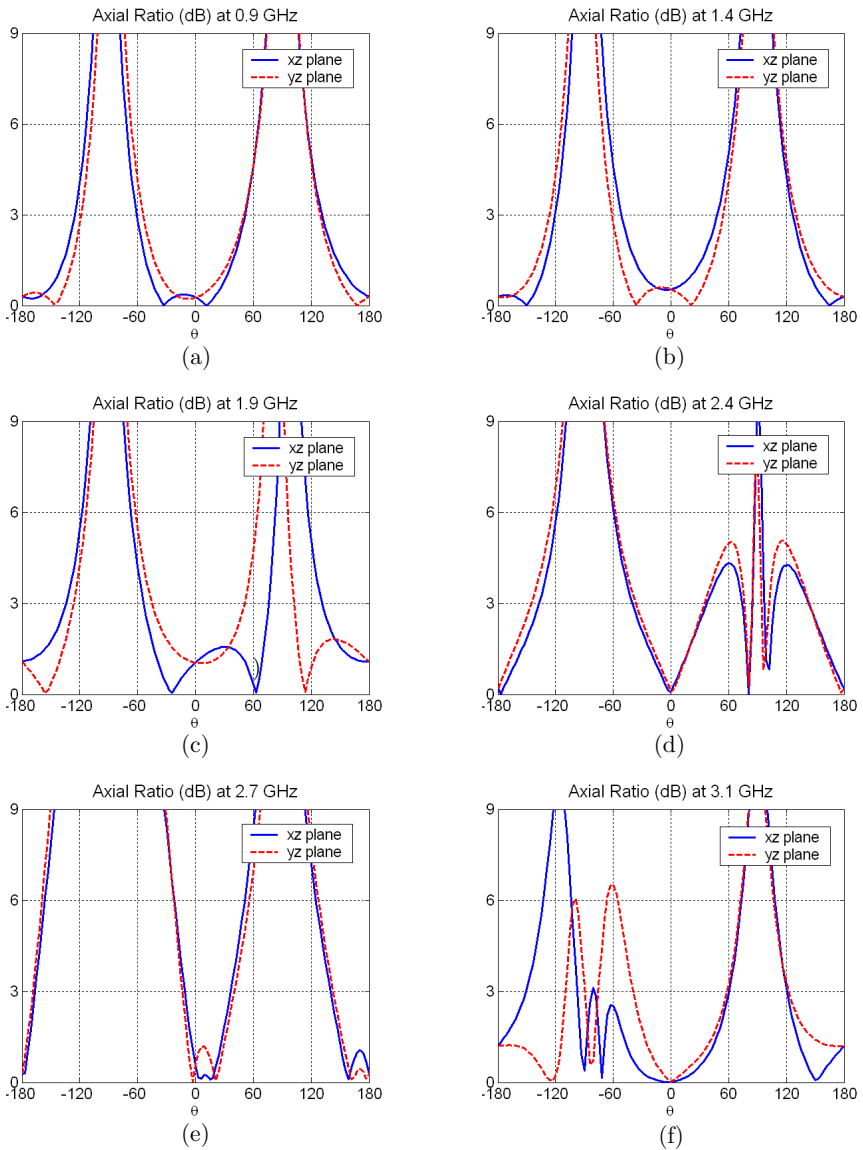 Axial Ratio (dB) at 0.9 GHz
9
6
3
0
xz plane
yz plane
-180 -120 -60 0 60 120 180
θ
(a)
Axial Ratio (dB) at 1.4 GHz
9
6
3
0
xz plane
yz plane
-180 -120 -60 0 60 120 180
θ
(b)
Axial Ratio (dB) at 1.9 GHz
9
6
3
0
xz plane
yz plane
-180 -120 -60 0 60 120 180
θ
(c)
Axial Ratio (dB) at 2.4 GHz
9
6
3
0
xz plane
yz plane
-180 -120 -60 0 60 120 180
θ
(d)
Axial Ratio (dB) at 2.7 GHz
9
6
3
0
xz plane
yz plane
-180 -120 -60 0 60 120 180
θ
(e)
Axial Ratio (dB) at 3.1 GHz
9
6
3
0
xz plane
yz plane
-180 -120 -60 0 60 120 180
θ
(f)